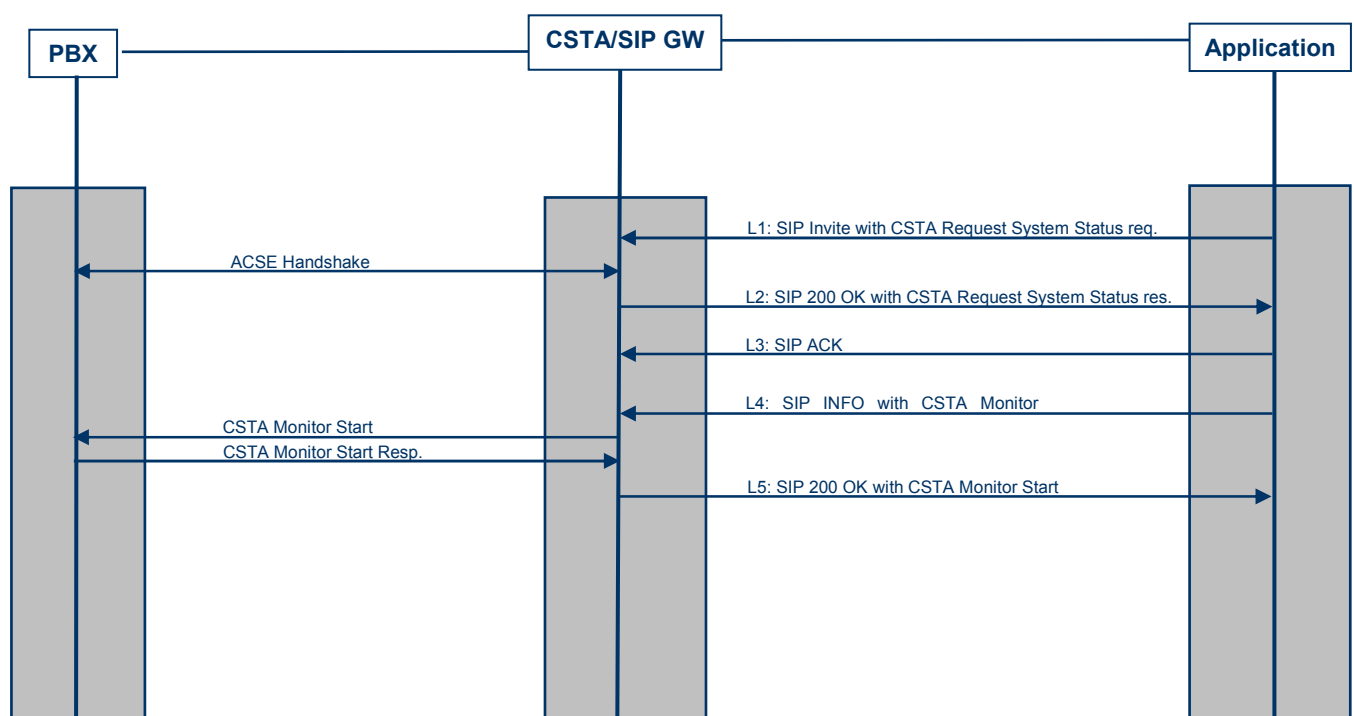 PBX
CSTA/SIP GW
Application
L1: SIP Invite with CSTA Request System Status req.
ACSE Handshake
L2: SIP 200 OK with CSTA Request System Status res.
L3: SIP ACK
L4: SIP INFO with CSTA Monitor
CSTA Monitor Start
CSTA Monitor Start Resp.
L5: SIP 200 OK with CSTA Monitor Start